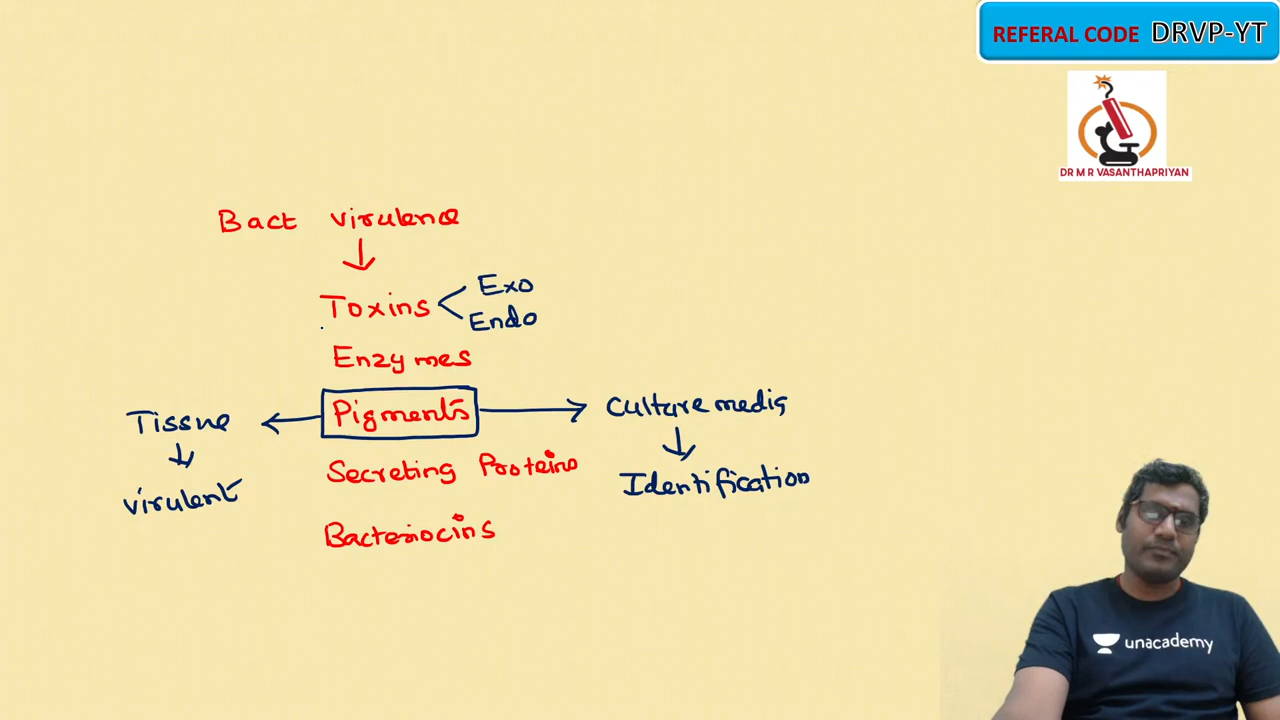 REFERAL CODE DRVP-YT
DR M R VASANTHAPRIYAN
Bact virulence
Toxins
Exo
Endo
Enzymes
Tissue
Pigments
Culture media
Secreting Proteins
Identification
virulent
Bacteriocins
unacademy